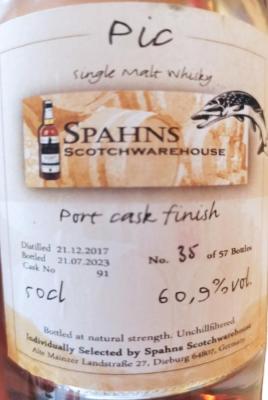 Pic
Single Malt Whisky
SPAHNS
SCOTCHWAREHOUSE
Port cask finish
Distilled 21.12.2017
Bottled 21.07.2023
Cask No 91
No. 35 of 57 Bottles
50cl 60,9% vol.
Bottled at natural strength. Unchillfiltered
Individually Selected by Spahns Scotchwarehouse
Alte Mainzer Landstraße 27, Dieburg 64807, Germany